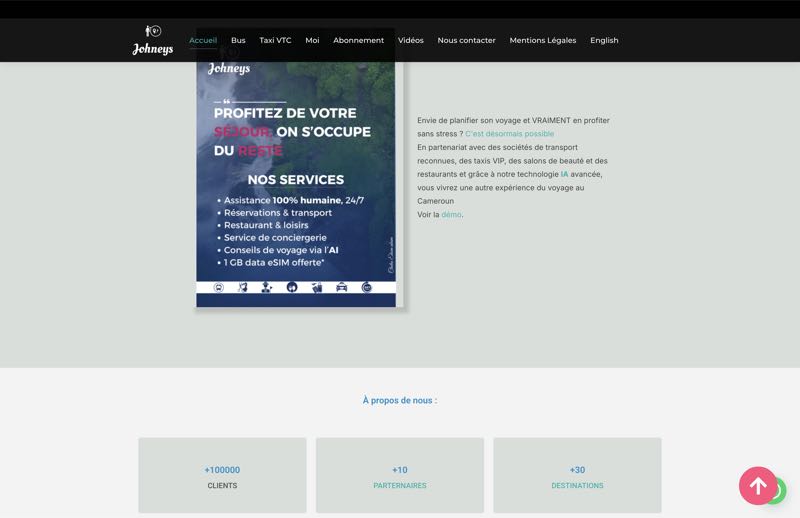 Johneys
Accueil Bus Taxi VTC Moi Abonnement Vidéos Nous contacter Mentions Légales English
Johneys
PROFITEZ DE VOTRE
SÉJOUR, ON S'OCCUPE
DU RESTE
NOS SERVICES
• Assistance 100% humaine, 24/7
• Réservations & transport
• Restaurant & loisirs
• Service de conciergerie
• Conseils de voyage via l'AI
• 1 GB data eSIM offerte*
Envie de planifier son voyage et VRAIMENT en profiter
sans stress ? C'est désormais possible
En partenariat avec des sociétés de transport
reconnues, des taxis VIP, des salons de beauté et des
restaurants et grâce à notre technologie IA avancée,
vous vivrez une autre expérience du voyage au
Cameroun
Voir la démo.
À propos de nous :
+100000
CLIENTS
+10
PARTERNAIRES
+30
DESTINATIONS